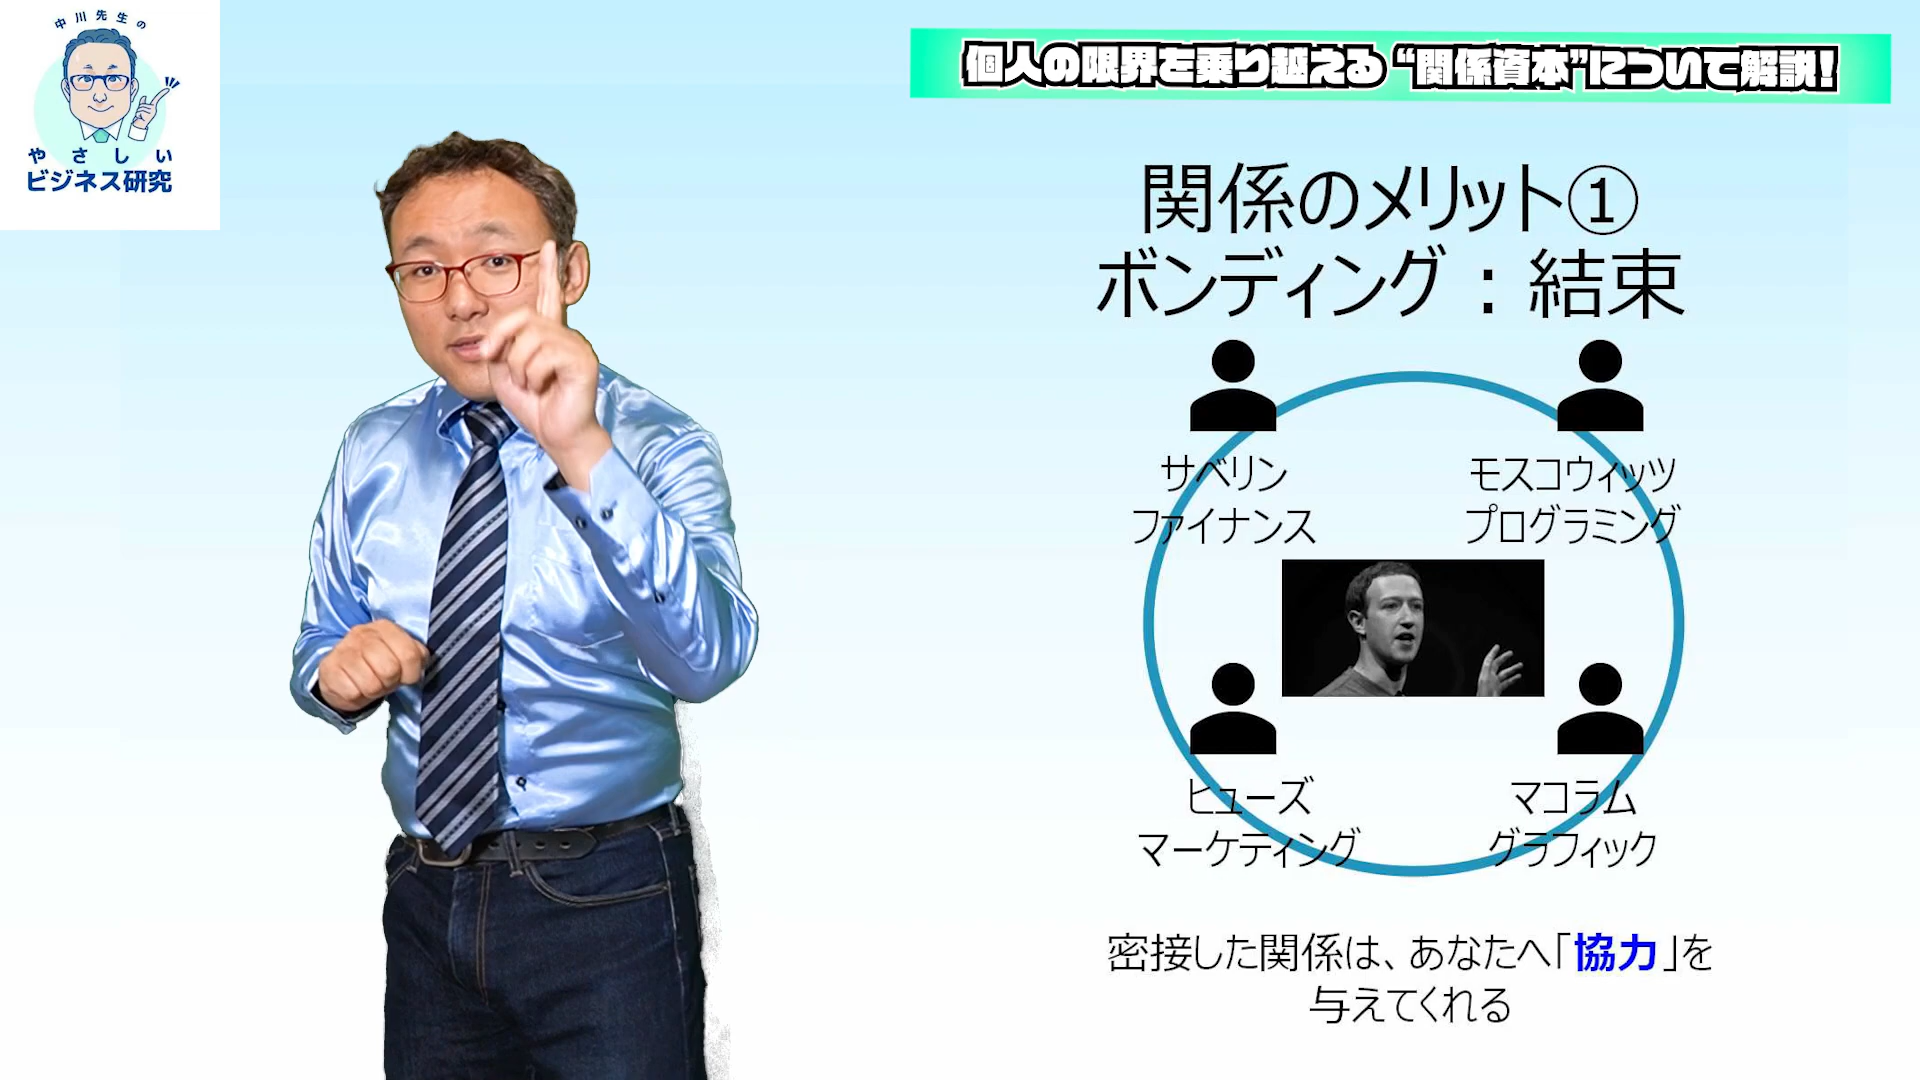 中川先生の
やさしい
ビジネス研究
個人の限界を乗り越える“関係資本”について解説！
関係のメリット①
ボンディング：結束
サベリン
ファイナンス
モスコウィッツ
プログラミング
ヒューズ
マーケティング
マコラム
グラフィック
密接した関係は、あなたへ「協力」を
与えてくれる